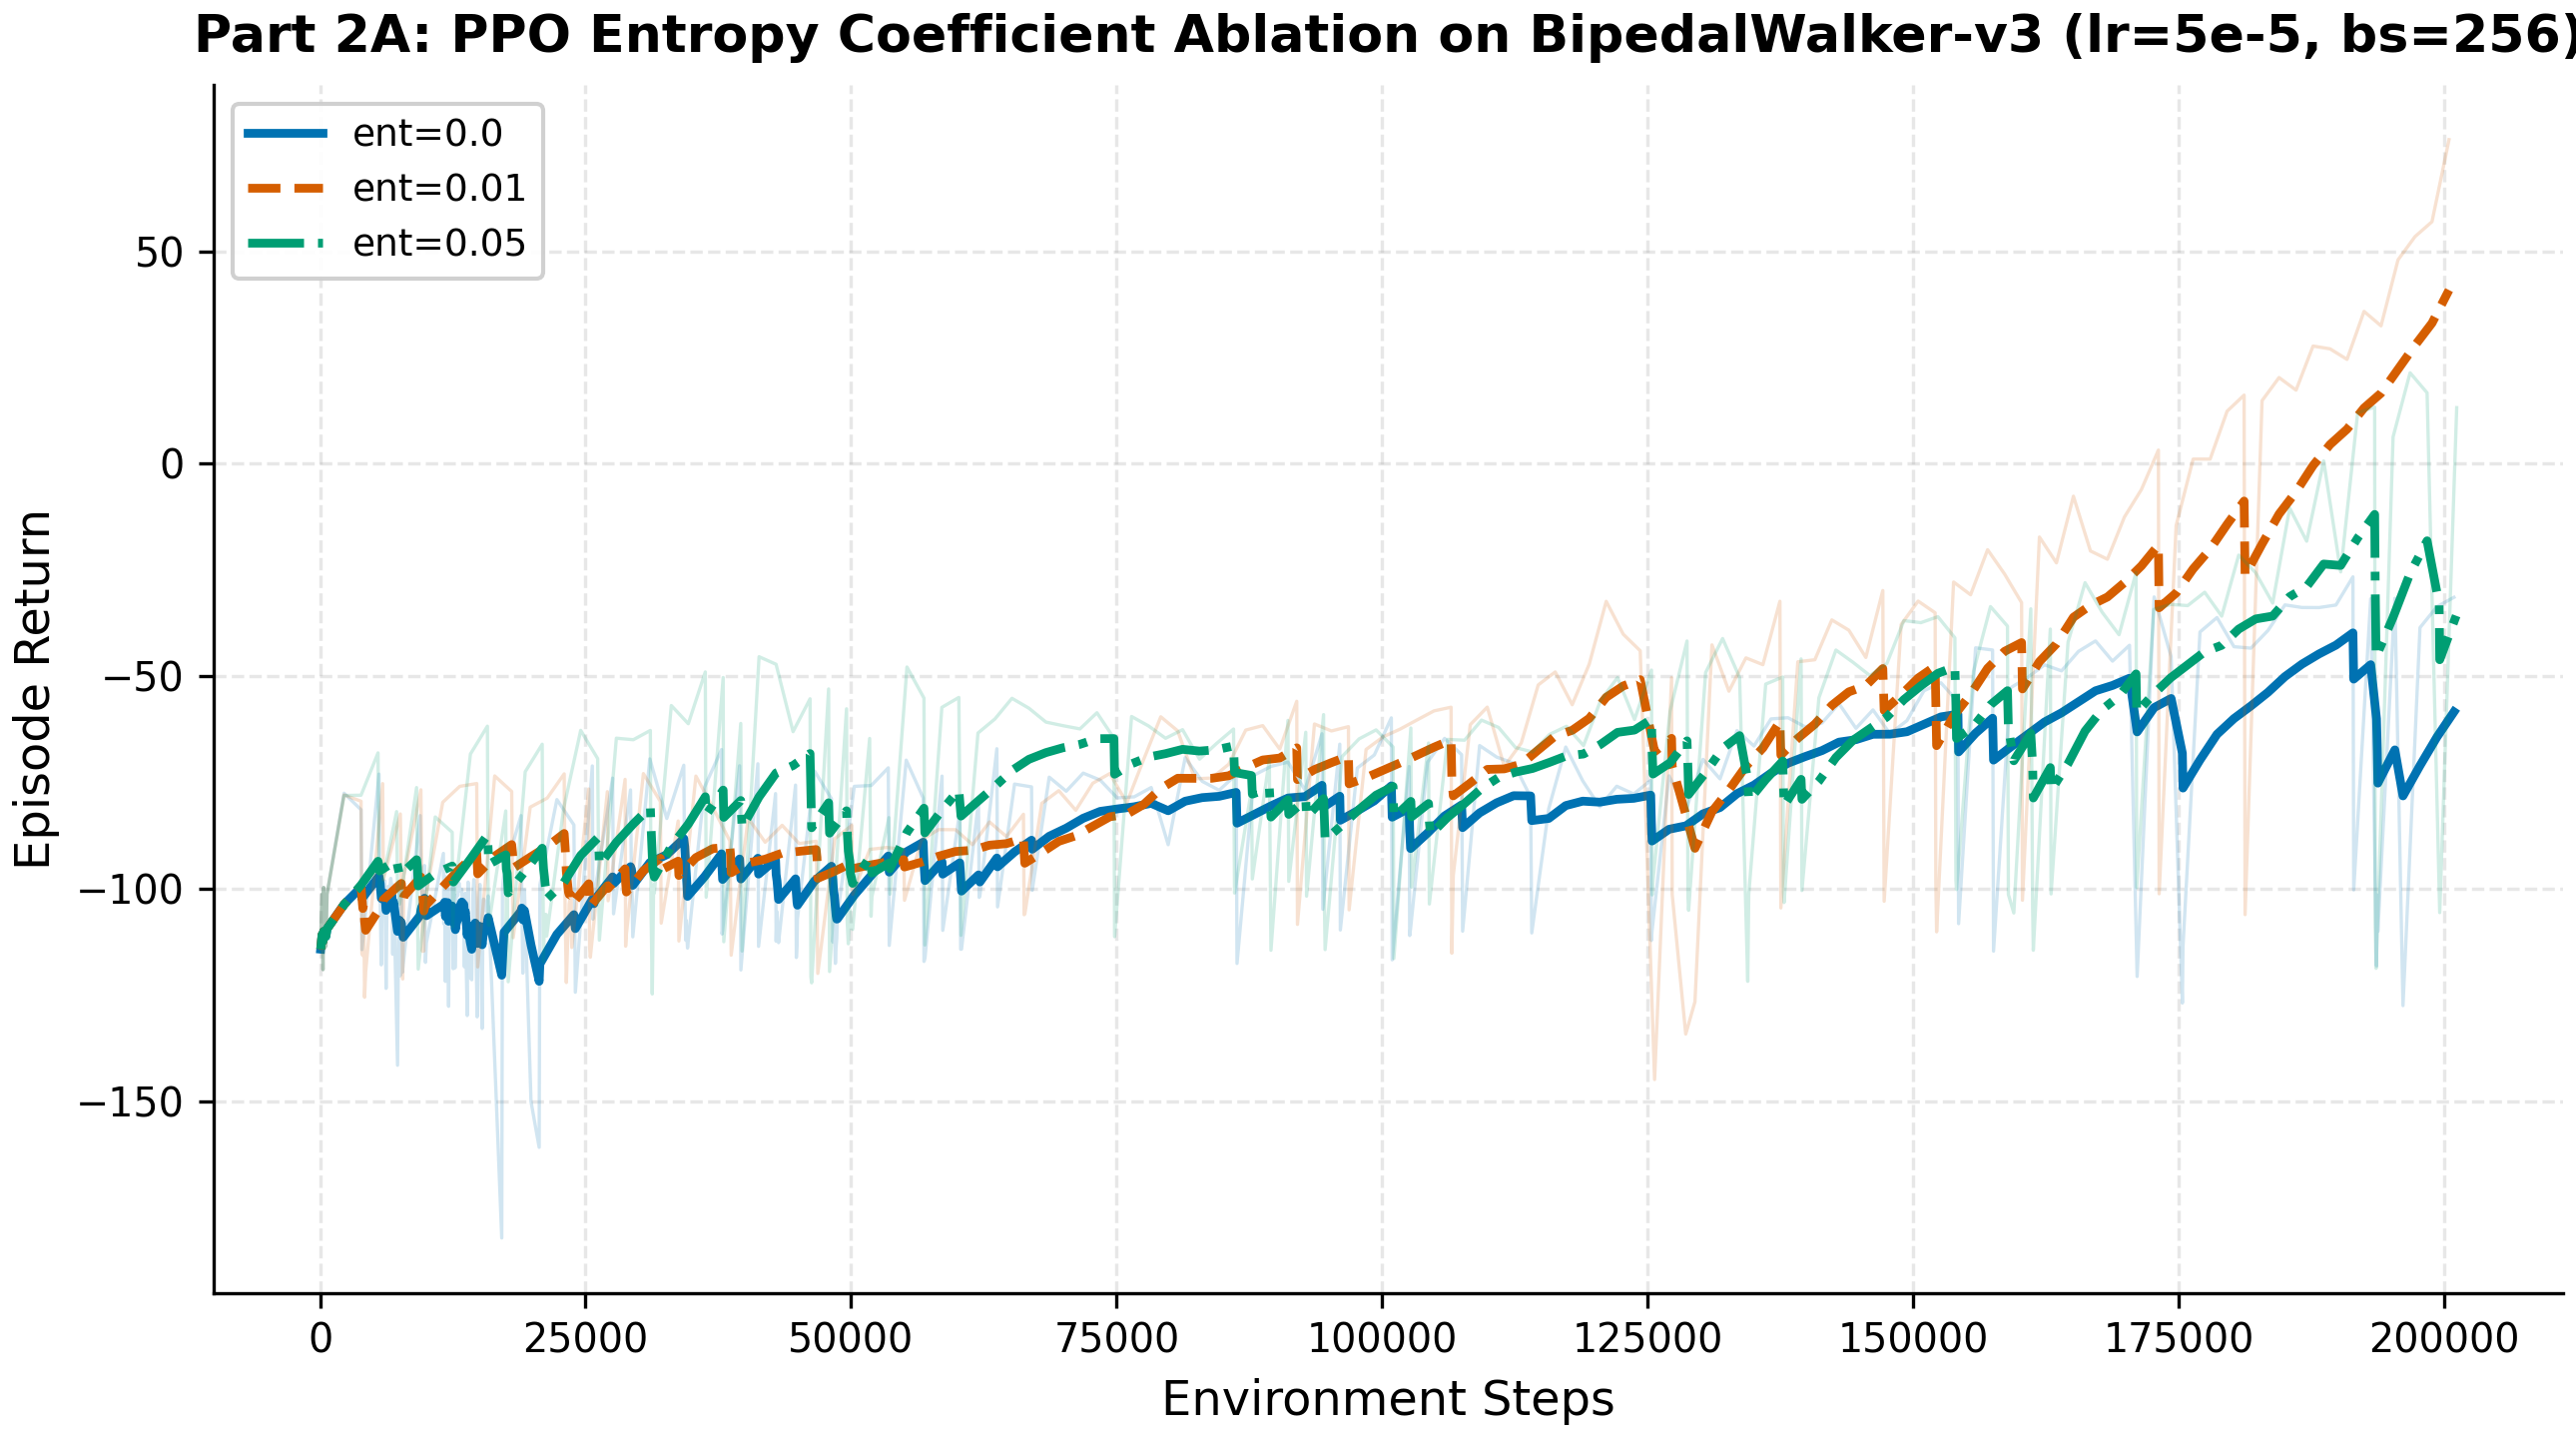 Part 2A: PPO Entropy Coefficient Ablation on BipedalWalker-v3 (lr=5e-5, bs=256)
ent=0.0
ent=0.01
ent=0.05
50
0
−50
−100
−150
Episode Return
0 25000 50000 75000 100000 125000 150000 175000 200000
Environment Steps